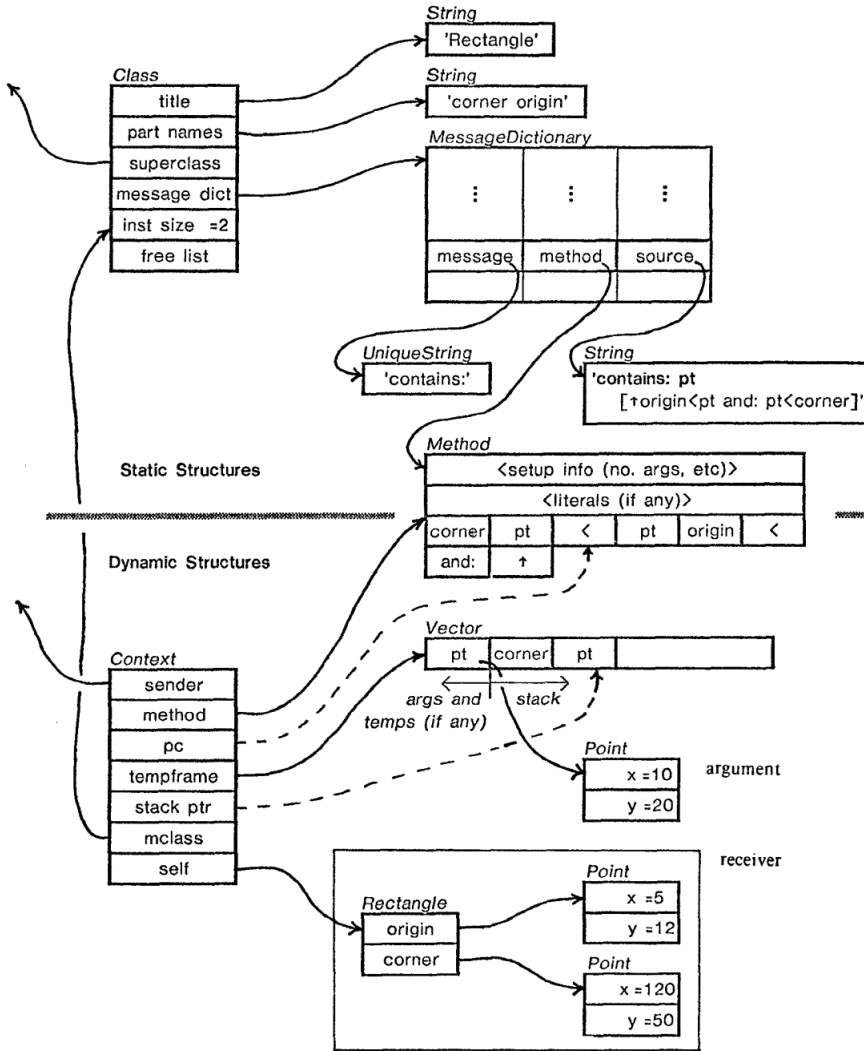 String
'Rectangle'
Class
title
part names
superclass
message dict
inst size =2
free list
String
'corner origin'
MessageDictionary
⋮ ⋮ ⋮
message method source
UniqueString
'contains:'
String
'contains: pt
[↑origin<pt and: pt<corner]'
Method
<setup info (no. args, etc)>
<literals (if any)>
corner pt < pt origin <
and: ↑
Static Structures
Dynamic Structures
Context
sender
method
pc
tempframe
stack ptr
mclass
self
Vector
pt corner pt
args and stack
temps (if any)
Point
x =10
y =20
argument
receiver
Rectangle
origin
corner
Point
x =5
y =12
Point
x =120
y =50